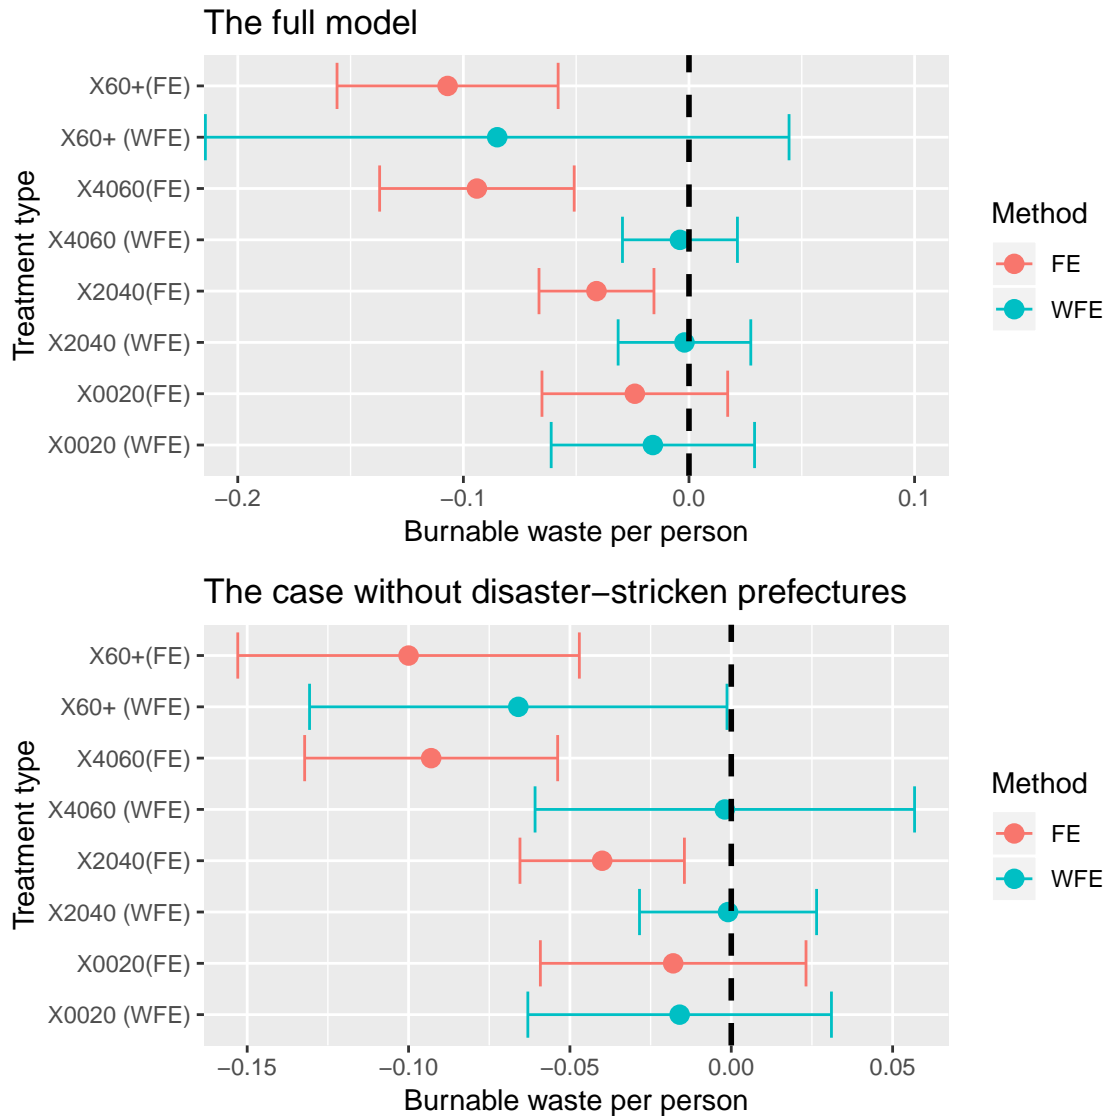 The full model
Treatment type
X60+(FE)
X60+ (WFE)
X4060(FE)
X4060 (WFE)
X2040(FE)
X2040 (WFE)
X0020(FE)
X0020 (WFE)
−0.2 −0.1 0.0 0.1
Burnable waste per person
Method
FE
WFE
The case without disaster−stricken prefectures
Treatment type
X60+(FE)
X60+ (WFE)
X4060(FE)
X4060 (WFE)
X2040(FE)
X2040 (WFE)
X0020(FE)
X0020 (WFE)
−0.15 −0.10 −0.05 0.00 0.05
Burnable waste per person
Method
FE
WFE